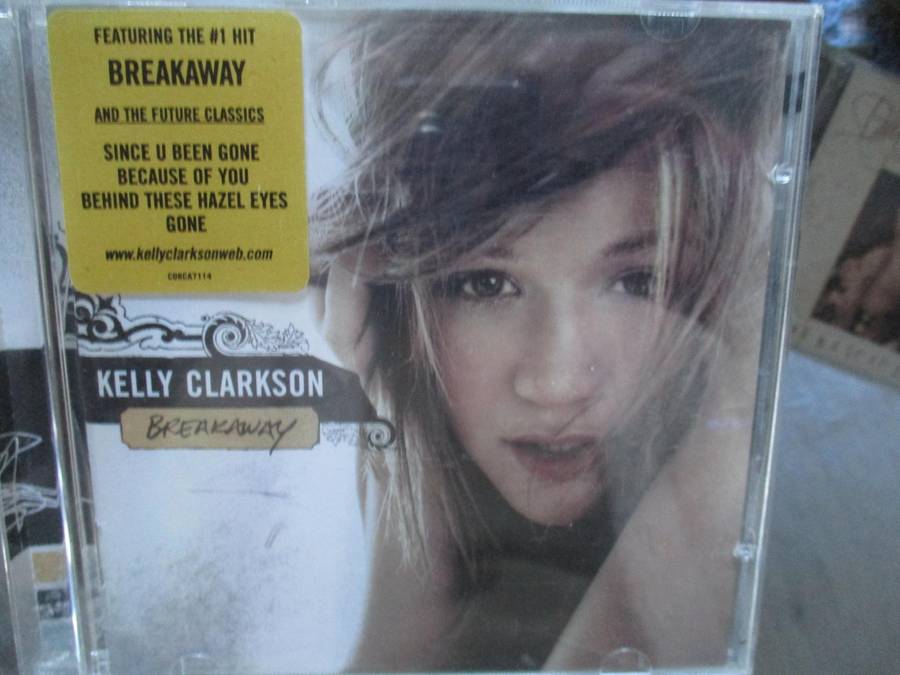 FEATURING THE #1 HIT
BREAKAWAY
AND THE FUTURE CLASSICS
SINCE U BEEN GONE
BECAUSE OF YOU
BEHIND THESE HAZEL EYES
GONE
www.kellyclarksonweb.com
CDRCA7114
KELLY CLARKSON
BREAKAWAY